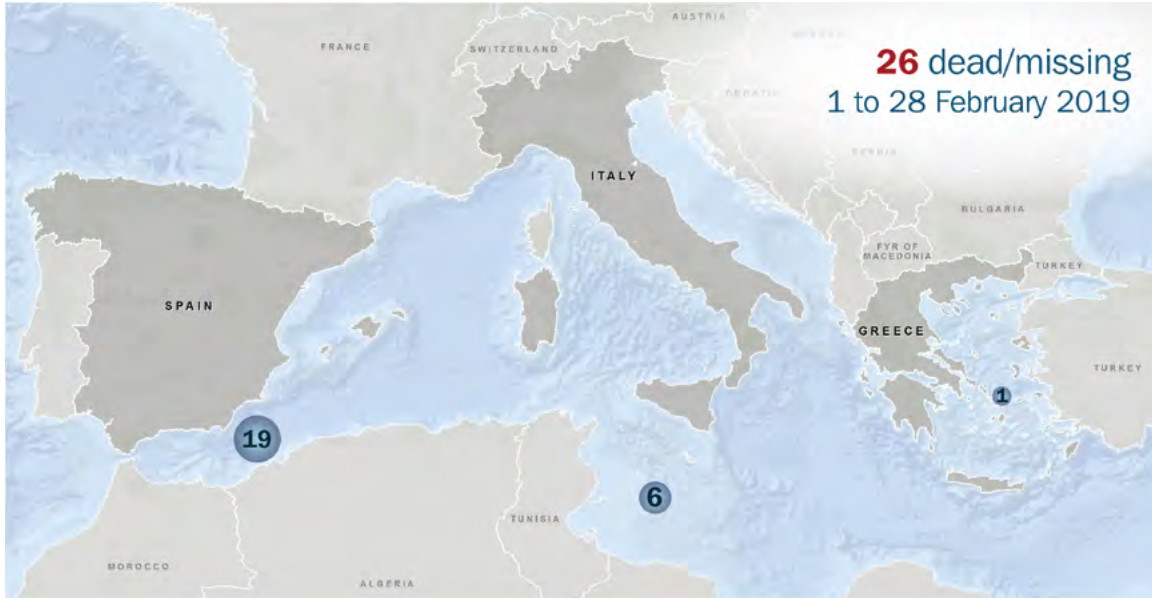 AUSTRIA
FRANCE
SWITZERLAND
26 dead/missing
1 to 28 February 2019
SERBIA
ITALY
BULGARIA
FYR OF
MACEDONIA
TURKEY
SPAIN
GREECE
TURKEY
1
19
6
TUNISIA
MOROCCO
ALGERIA